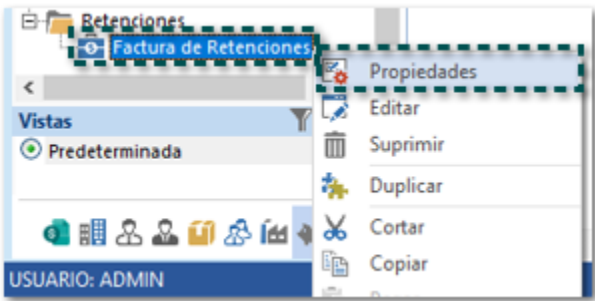 Retenciones
Factura de Retenciones
Propiedades
Editar
Vistas
Suprimir
Predeterminada
Duplicar
Cortar
Copiar
USUARIO: ADMIN